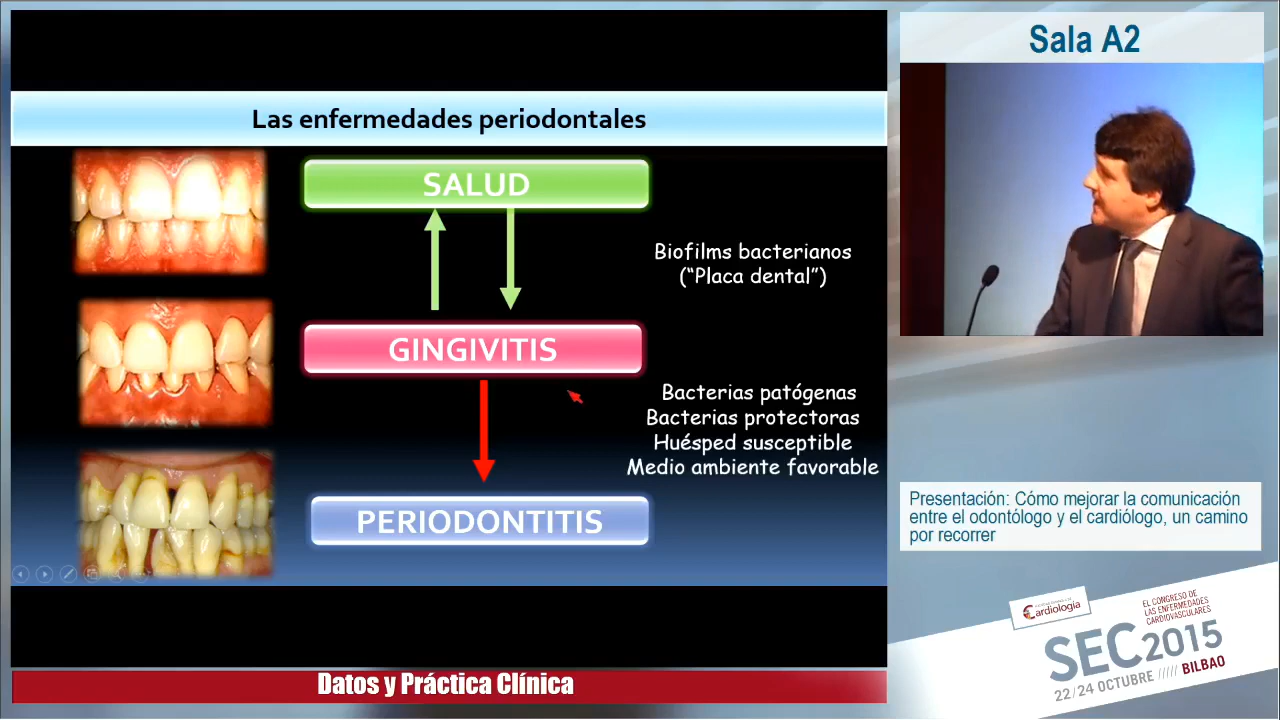 Las enfermedades periodontales
SALUD
Biofilms bacterianos
(“Placa dental”)
GINGIVITIS
Bacterias patógenas
Bacterias protectoras
Huésped susceptible
Medio ambiente favorable
PERIODONTITIS
Datos y Práctica Clínica
Sala A2
Presentación: Cómo mejorar la comunicación
entre el odontólogo y el cardiólogo, un camino
por recorrer
Cardiología
EL CONGRESO DE
LAS ENFERMEDADES
CARDIOVASCULARES
SEC2015
22/24 OCTUBRE ///// BILBAO